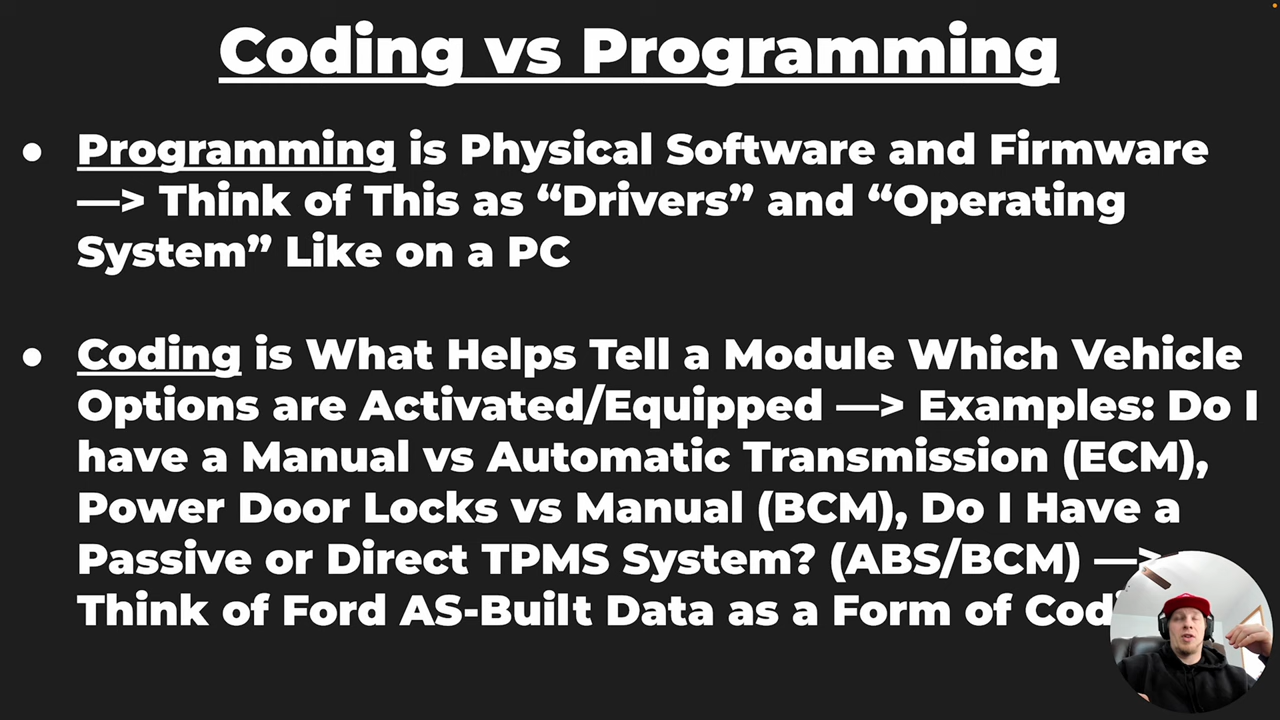 Coding vs Programming
● Programming is Physical Software and Firmware
—> Think of This as “Drivers” and “Operating
System” Like on a PC
● Coding is What Helps Tell a Module Which Vehicle
Options are Activated/Equipped —> Examples: Do I
have a Manual vs Automatic Transmission (ECM),
Power Door Locks vs Manual (BCM), Do I Have a
Passive or Direct TPMS System? (ABS/BCM) —>
Think of Ford AS-Built Data as a Form of